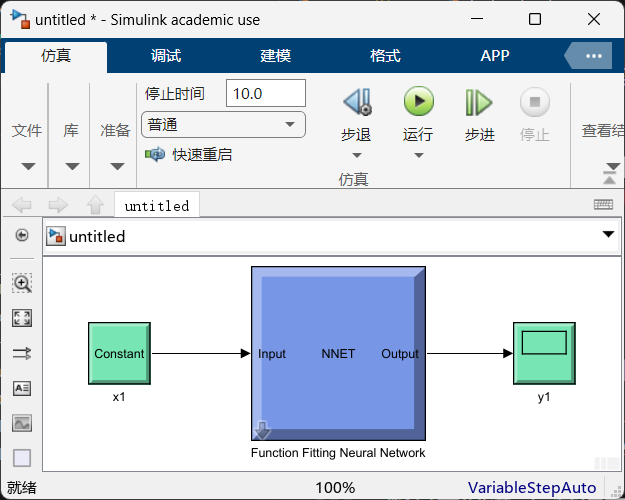 untitled * - Simulink academic use
仿真 调试 建模 格式 APP
停止时间 10.0
普通
快速重启
文件 库 准备 步退 运行 步进 停止 查看结
仿真
untitled
untitled
Constant Input NNET Output
x1 y1
Function Fitting Neural Network
就绪 100% VariableStepAuto